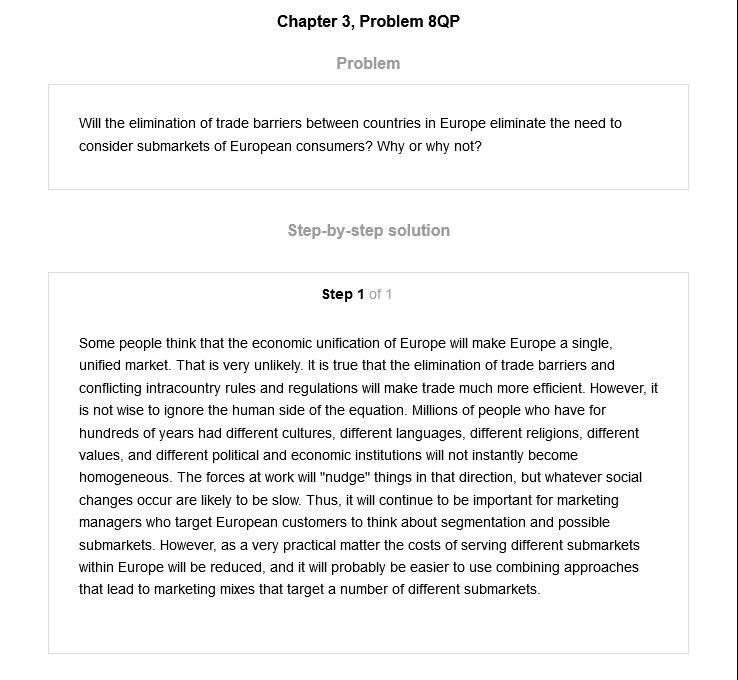 Chapter 3, Problem 8QP
Problem
Will the elimination of trade barriers between countries in Europe eliminate the need to
consider submarkets of European consumers? Why or why not?
Step-by-step solution
Step 1 of 1
Some people think that the economic unification of Europe will make Europe a single,
unified market. That is very unlikely. It is true that the elimination of trade barriers and
conflicting intracountry rules and regulations will make trade much more efficient. However, it
is not wise to ignore the human side of the equation. Millions of people who have for
hundreds of years had different cultures, different languages, different religions, different
values, and different political and economic institutions will not instantly become
homogeneous. The forces at work will "nudge" things in that direction, but whatever social
changes occur are likely to be slow. Thus, it will continue to be important for marketing
managers who target European customers to think about segmentation and possible
submarkets. However, as a very practical matter the costs of serving different submarkets
within Europe will be reduced, and it will probably be easier to use combining approaches
that lead to marketing mixes that target a number of different submarkets.